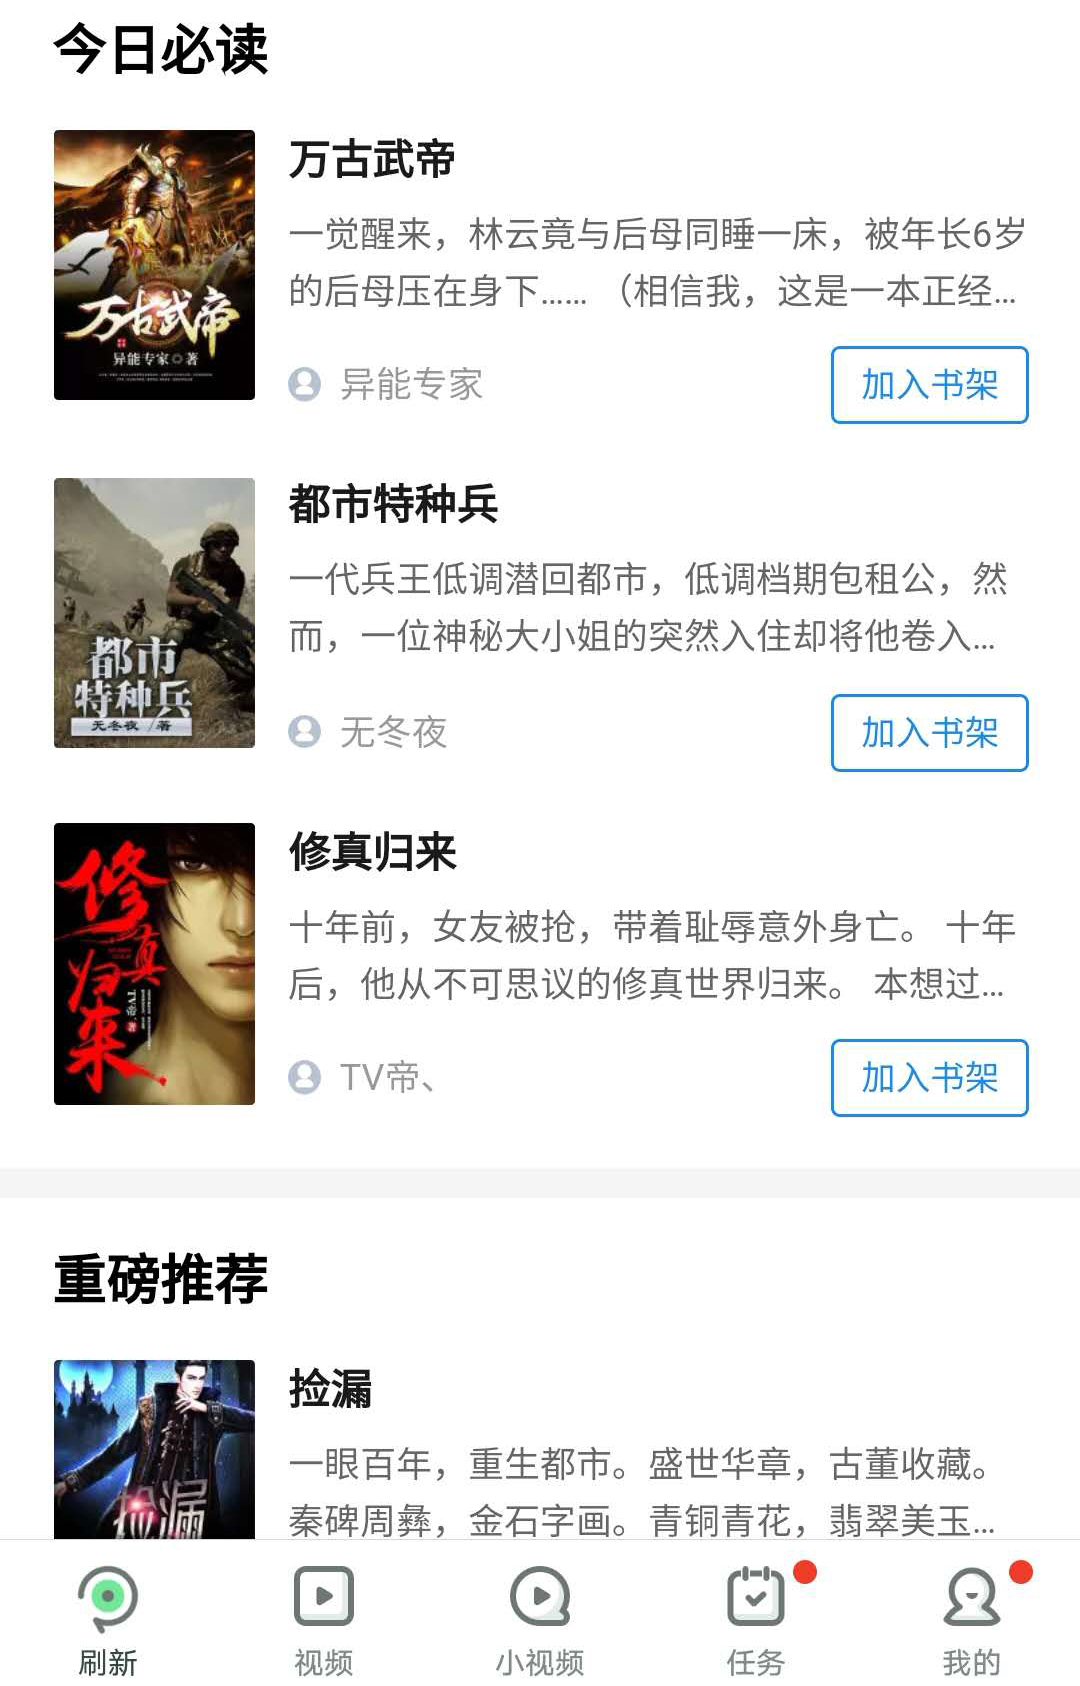 今日必读
万古武帝
异能专家 著
万古武帝
一觉醒来，林云竟与后母同睡一床，被年长6岁
的后母压在身下…… （相信我，这是一本正经...
异能专家
加入书架
都市
特种兵
无冬夜 / 著
都市特种兵
一代兵王低调潜回都市，低调档期包租公，然
而，一位神秘大小姐的突然入住却将他卷入...
无冬夜
加入书架
修真归来
TV帝、著
修真归来
十年前，女友被抢，带着耻辱意外身亡。 十年
后，他从不可思议的修真世界归来。 本想过...
TV帝、
加入书架
重磅推荐
捡漏
捡漏
一眼百年，重生都市。盛世华章，古董收藏。
秦碑周彝，金石字画。青铜青花，翡翠美玉...
刷新
视频
小视频
任务
我的